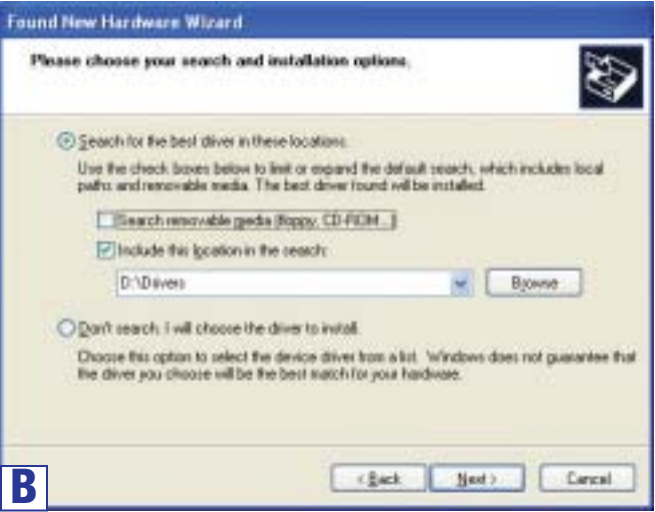 Found New Hardware Wizard
Please choose your search and installation options.
Search for the best driver in these locations.
Use the check boxes below to limit or expand the default search, which includes local
paths and removable media. The best driver found will be installed.
Search removable media (floppy, CD-ROM...)
Include this location in the search:
D:\Drivers
Browse
Don't search. I will choose the driver to install.
Choose this option to select the device driver from a list. Windows does not guarantee that
the driver you choose will be the best match for your hardware.
< Back
Next >
Cancel
B